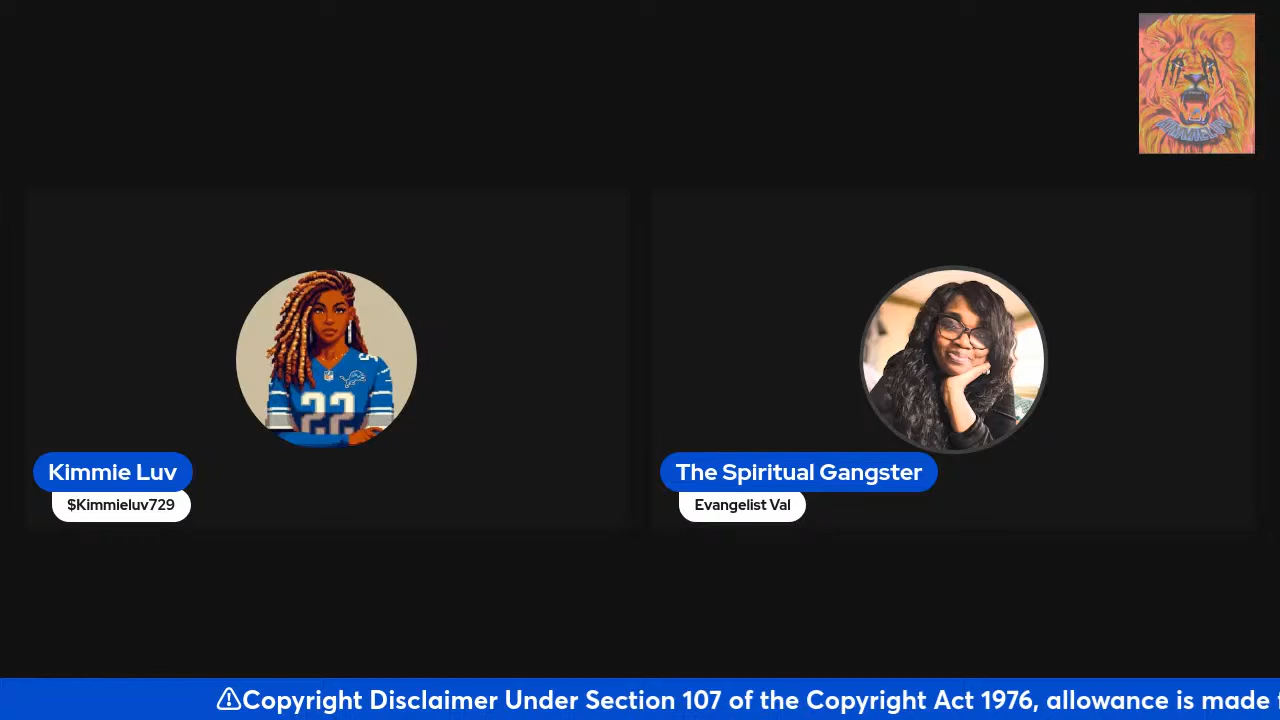 22
Kimmie Luv
$Kimmieluv729
The Spiritual Gangster
Evangelist Val
⚠Copyright Disclaimer Under Section 107 of the Copyright Act 1976, allowance is made